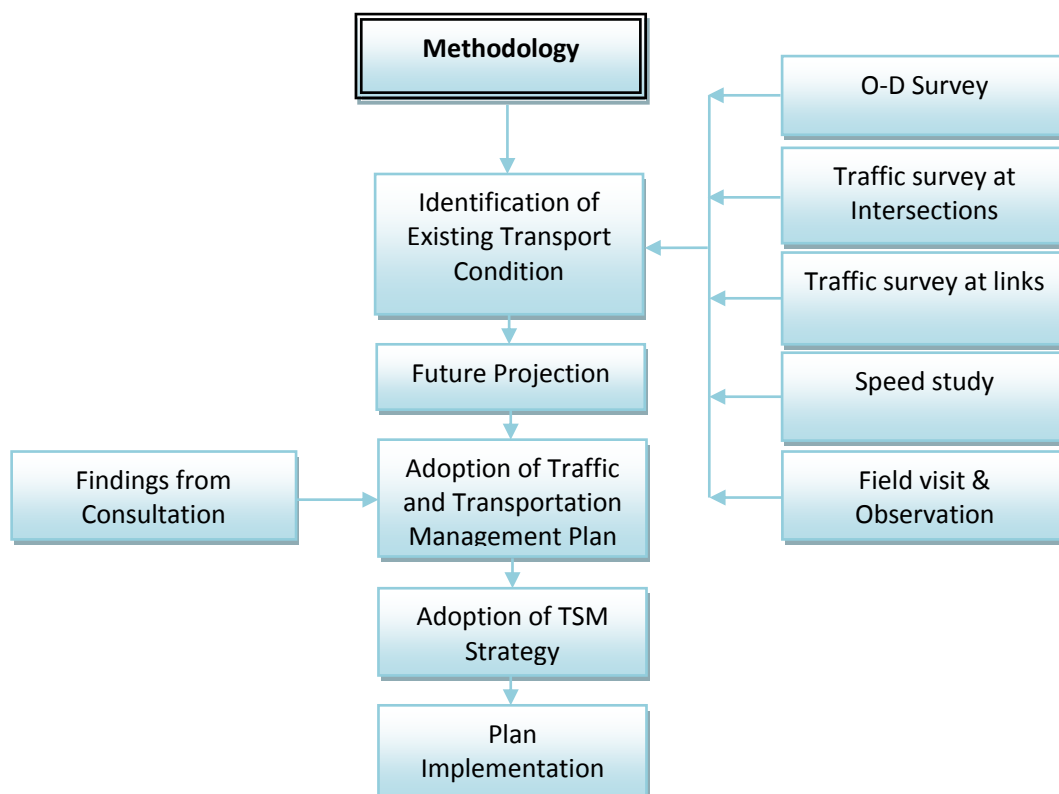 Methodology
O-D Survey
Traffic survey at
Intersections
Identification of
Existing Transport
Condition
Traffic survey at links
Future Projection
Speed study
Findings from
Consultation
Adoption of Traffic
and Transportation
Management Plan
Field visit &
Observation
Adoption of TSM
Strategy
Plan
Implementation